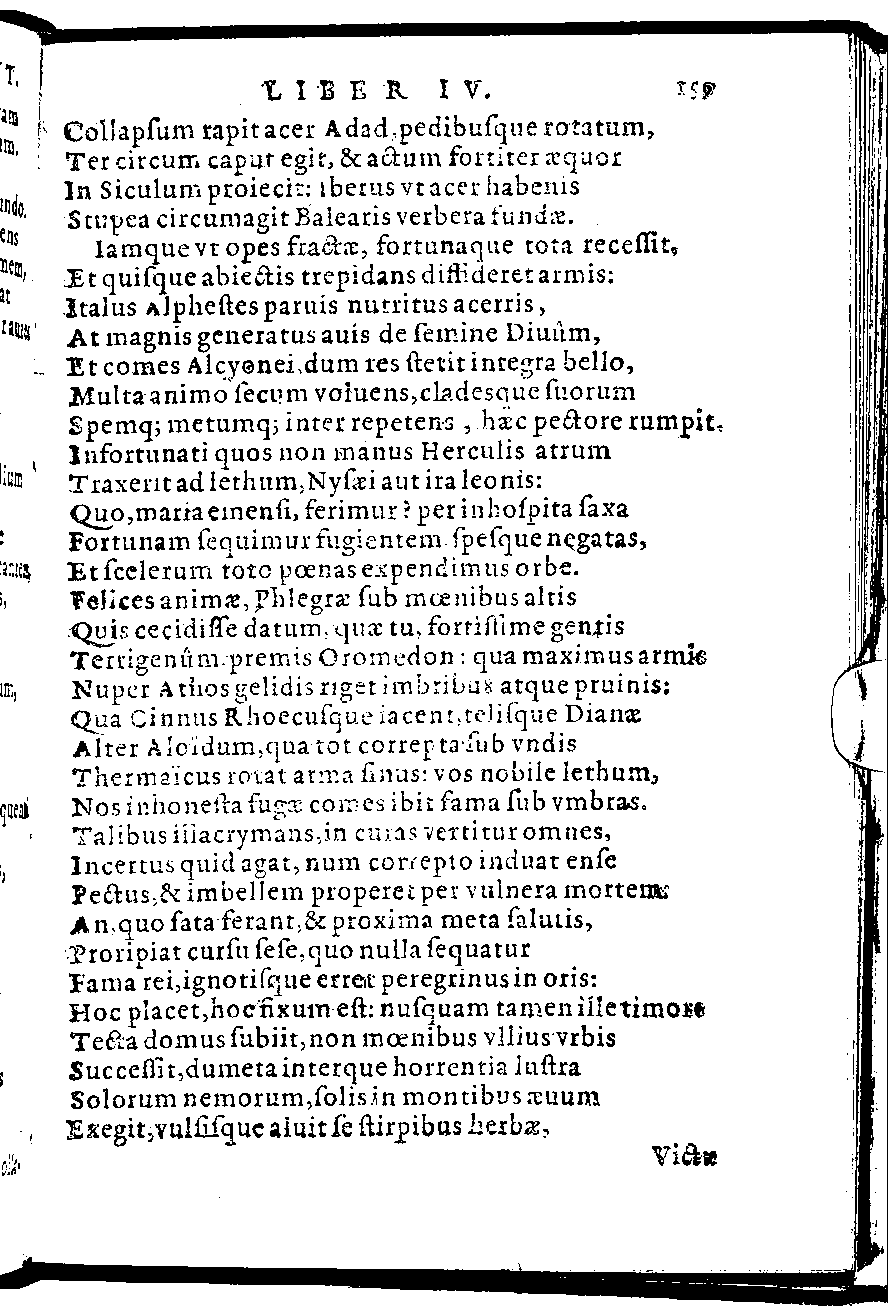 LIBER IV. 159
Collapſum rapit acer Adad, pedibuſque rotatum,
Ter circum caput egit, & actum fortiter æquor
In Siculum proiecit: iberus vt acer habenis
Stupea circumagit Balearis verbera fundæ.
Iamque vt opes fractæ, fortunaque tota receſſit,
Et quiſque abiectis trepidans diffideret armis:
Italus Alpheſtes paruis nutritus acerris,
At magnis generatus auis de ſemine Diuûm,
Et comes Alcyonei, dum res ſtetit integra bello,
Multa animo ſecum voluens, cladesque ſuorum
Spemq; metumq; inter repetens, hæc pectore rumpit.
Infortunati quos non manus Herculis atrum
Traxerit ad lethum, Nyſæi aut ira leonis:
Quo, maria emenſi, ferimur? per inhoſpita ſaxa
Fortunam ſequimur fugientem. ſpeſque negatas,
Et ſcelerum toto pœnas expendimus orbe.
Felices animæ, Phlegræ ſub mœnibus altis
Quis cecidiſſe datum, quæ tu, fortiſſime gentis
Terrigenûm. premis Oromedon: qua maximus armis
Nuper Athos gelidis riget imbribus atque pruinis:
Qua Cinnus Rhoecuſque iacent, teliſque Dianæ
Alter Aloidum, qua tot correpta ſub vndis
Thermaïcus rotat arma ſinus: vos nobile lethum,
Nos inhoneſta fugæ comes ibit fama ſub vmbras.
Talibus illacrymans, in curas vertitur omnes,
Incertus quid agat, num correpto induat enſe
Pectus, & imbellem properet per vulnera mortem:
An, quo fata ferant, & proxima meta ſalutis,
Proripiat curſu ſeſe, quo nulla ſequatur
Fama rei, ignotiſque erret peregrinus in oris:
Hoc placet, hoc fixum eſt: nuſquam tamen ille timore
Tecta domus ſubiit, non mœnibus vllius vrbis
Succeſſit, dumeta interque horrentia luſtra
Solorum nemorum, ſolis in montibus æuum
Exegit, vulſiſque aluit ſe ſtirpibus herbæ,
Victæ